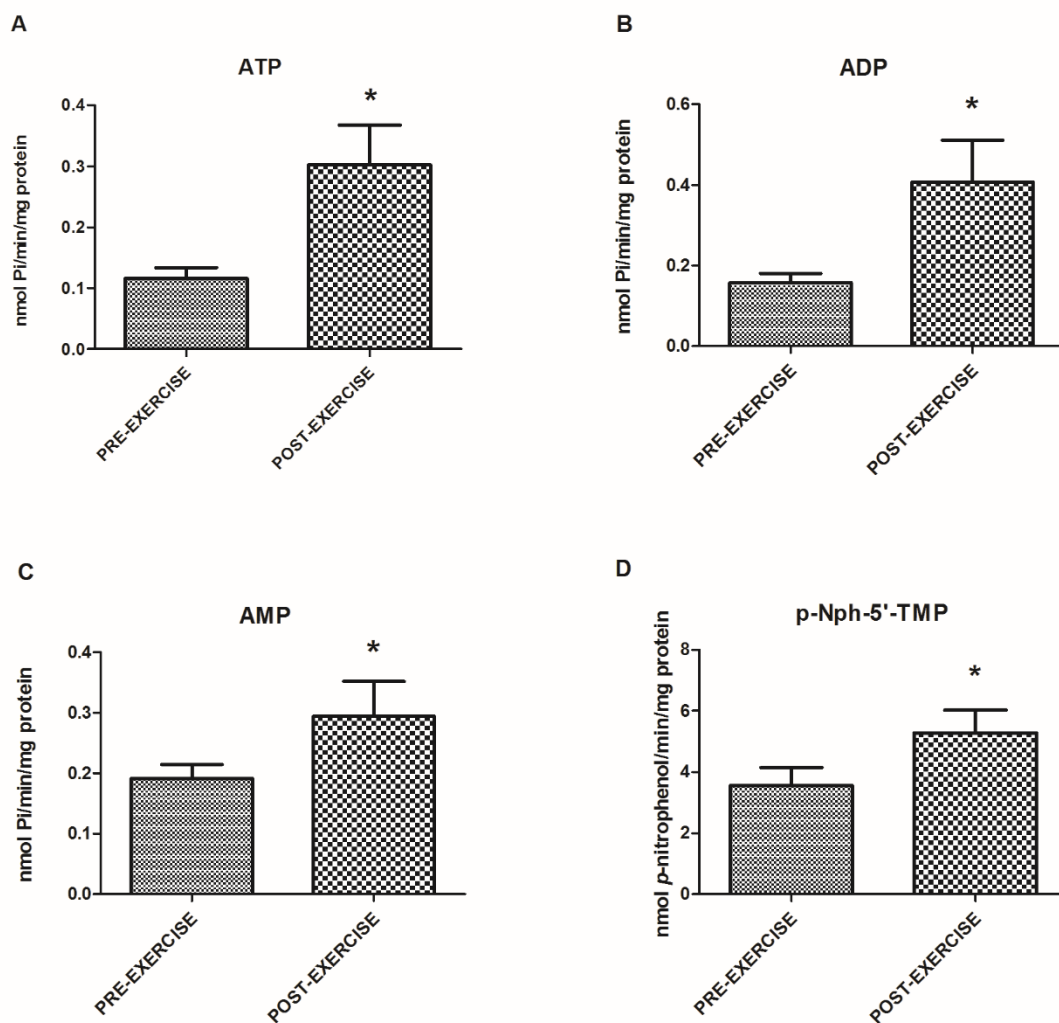 A
ATP
*
nmol Pi/min/mg protein
0.4
0.3
0.2
0.1
0.0
PRE-EXERCISE
POST-EXERCISE
B
ADP
*
nmol Pi/min/mg protein
0.6
0.4
0.2
0.0
PRE-EXERCISE
POST-EXERCISE
C
AMP
*
nmol Pi/min/mg protein
0.4
0.3
0.2
0.1
0.0
PRE-EXERCISE
POST-EXERCISE
D
p-Nph-5'-TMP
*
nmol p-nitrophenol/min/mg protein
8
6
4
2
0
PRE-EXERCISE
POST-EXERCISE